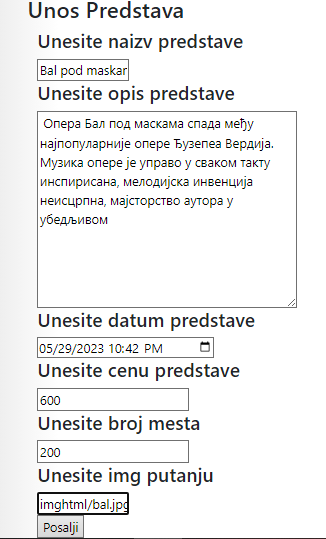 Unos Predstava
Unesite naizv predstave
Bal pod maskar
Unesite opis predstave
Опера Бал под маскама спада међу
најпопуларније опере Ђузепеа Вердија.
Музика опере је управо у сваком такту
инспирисана, мелодијска инвенција
неисцрпна, мајсторство аутора у
убедљивом
Unesite datum predstave
05/29/2023 10:42 PM
Unesite cenu predstave
600
Unesite broj mesta
200
Unesite img putanju
imghtml/bal.jpg
Posalji